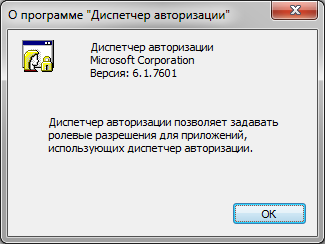 О программе "Диспетчер авторизации"
Диспетчер авторизации
Microsoft Corporation
Версия: 6.1.7601
Диспетчер авторизации позволяет задавать
ролевые разрешения для приложений,
использующих диспетчер авторизации.
ОК